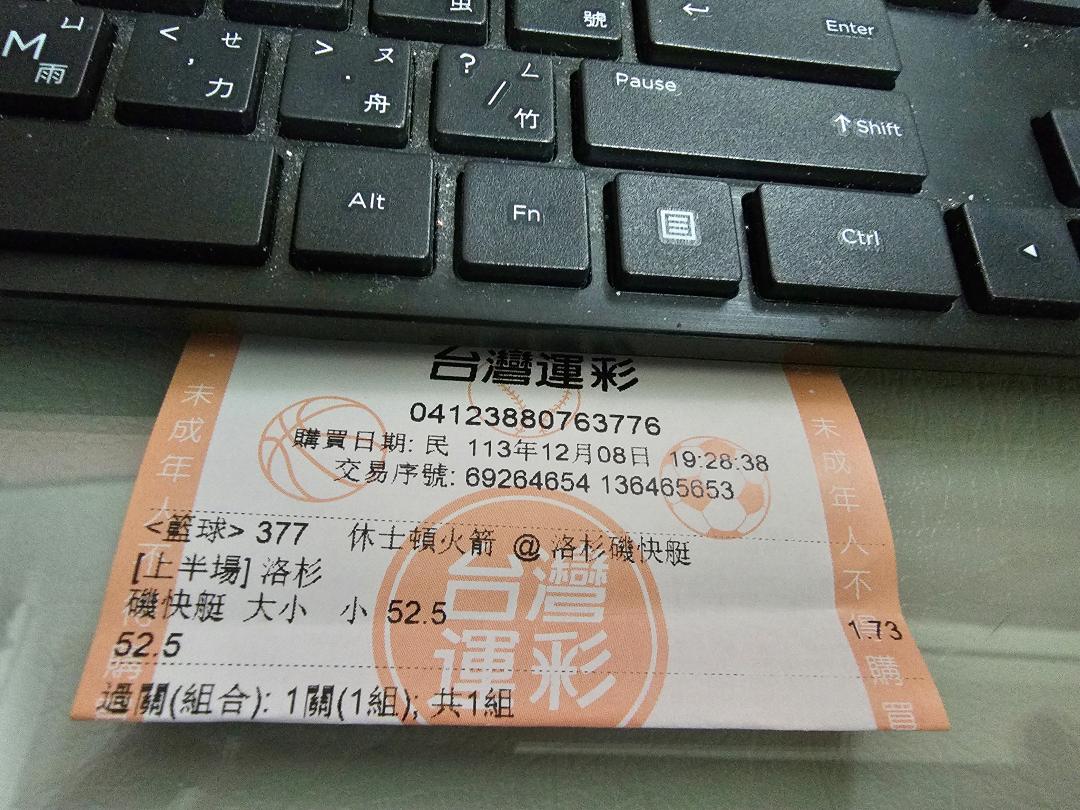 M ㄩ 雨
< , ㄝ 力
> . ㄡ 舟
? / ㄥ 竹
號
← Enter
Pause ↑ Shift
Alt
Fn
Ctrl
◀
台灣運彩
04123880763776
購買日期: 民 113年12月08日 19:28:38
交易序號: 69264654 136465653
<籃球> 377 休士頓火箭 @ 洛杉磯快艇
[上半場] 洛杉
磯快艇 大小 小 52.5
52.5 1.73
過關(組合): 1關(1組); 共1組
台灣
運彩
未成年人不
未成年人不得購買